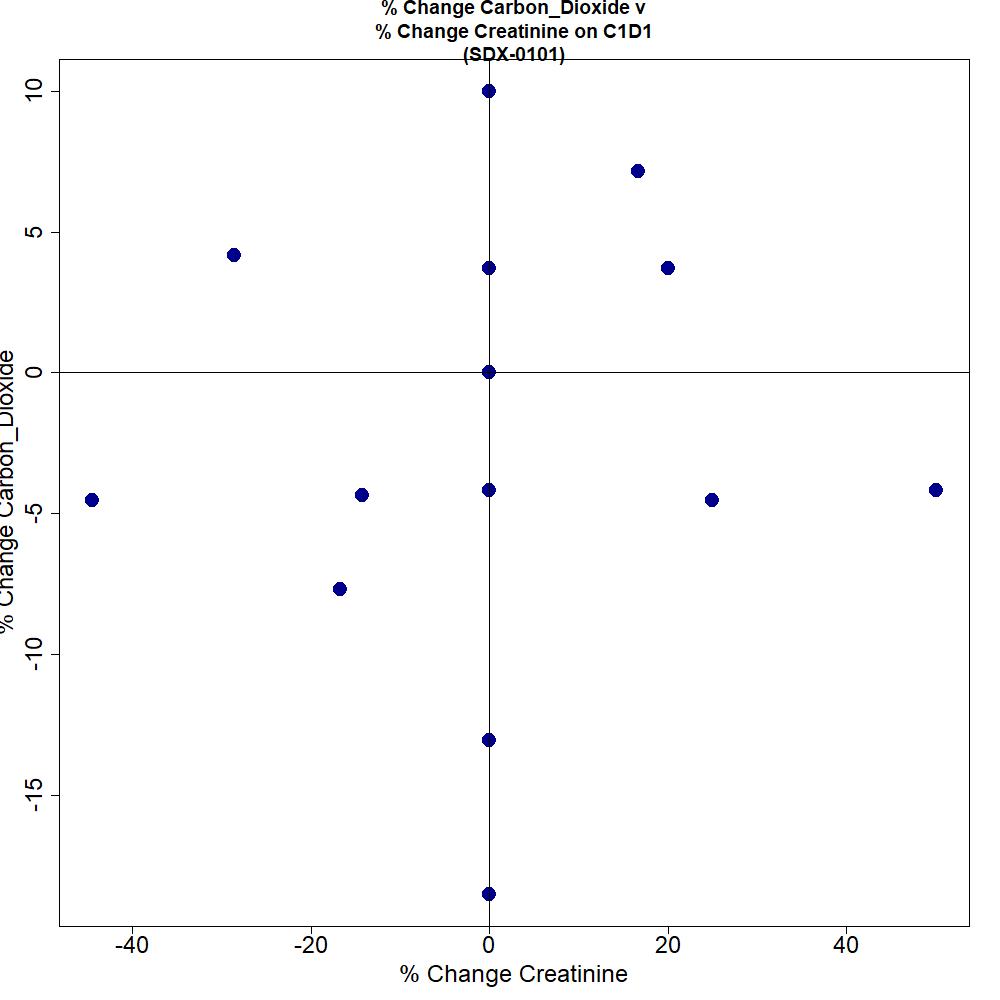 % Change Carbon_Dioxide v
% Change Creatinine on C1D1
(SDX-0101)
10
5
0
-5
-10
-15
% Change Carbon_Dioxide
-40
-20
0
20
40
% Change Creatinine